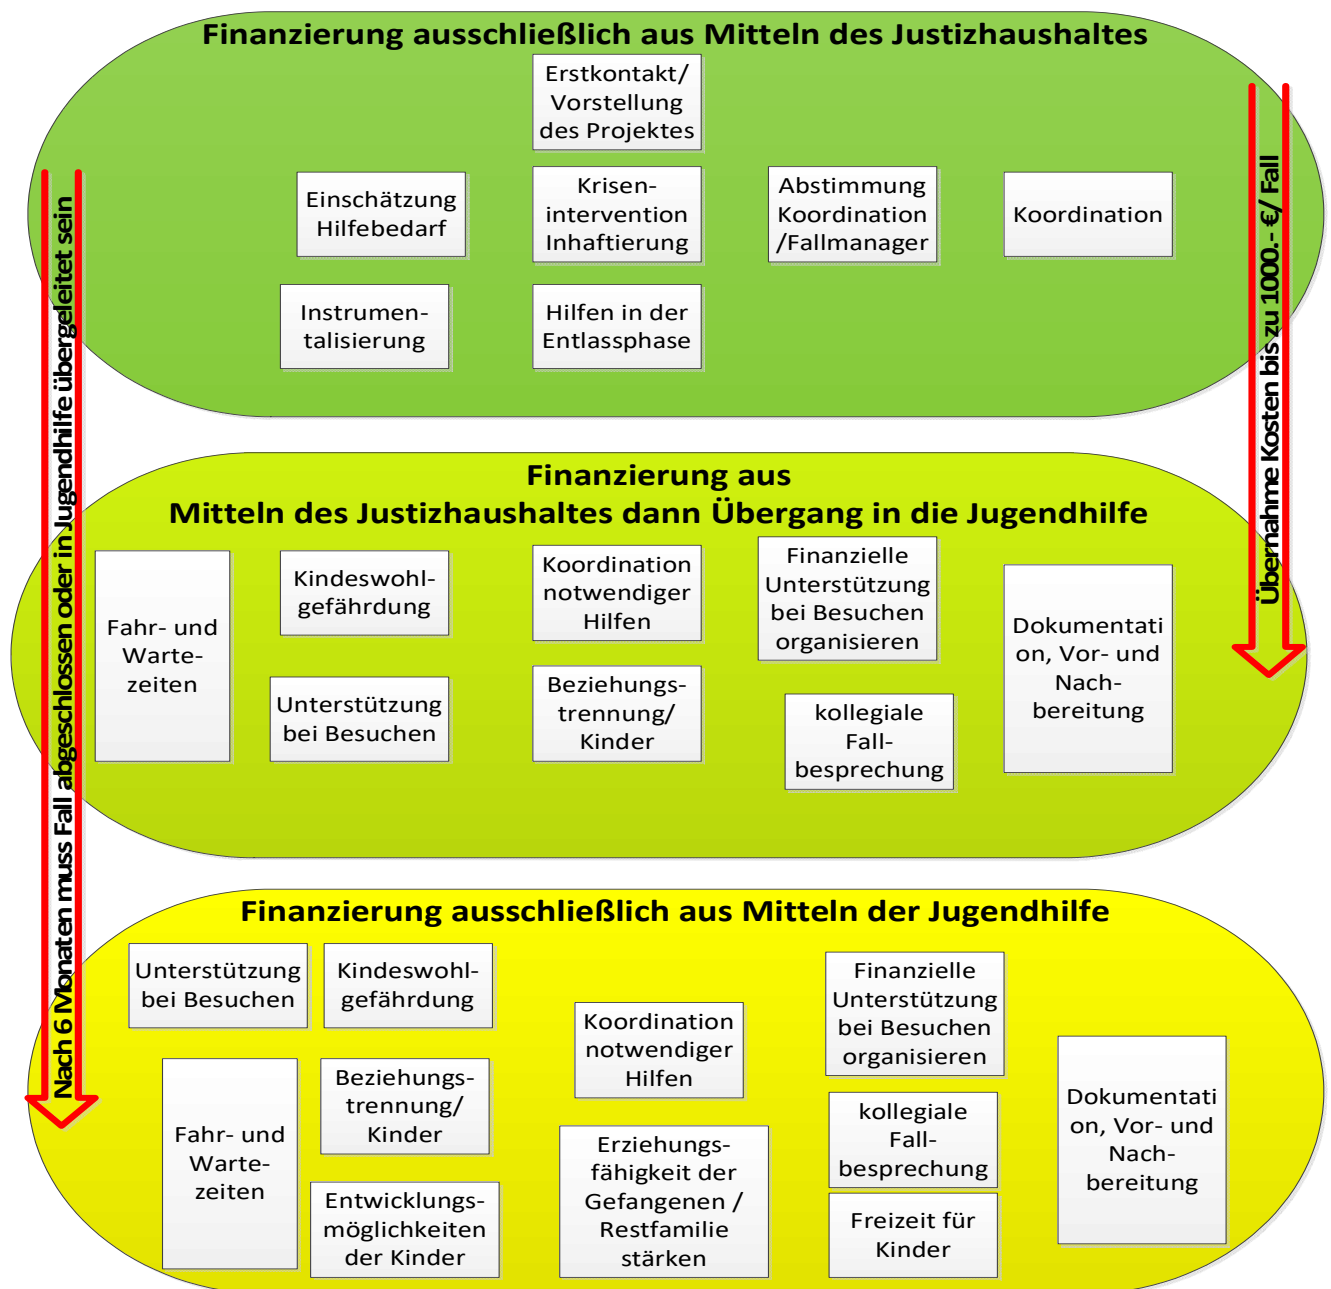 Finanzierung ausschließlich aus Mitteln des Justizhaushaltes
Erstkontakt/
Vorstellung
des Projektes
Einschätzung
Hilfebedarf
Krisen-
intervention
Inhaftierung
Abstimmung
Koordination
/Fallmanager
Koordination
Instrumen-
talisierung
Hilfen in der
Entlassphase
Nach 6 Monaten muss Fall abgeschlossen oder in Jugendhilfe übergeleitet sein
Übernahme Kosten bis zu 1000.- €/ Fall
Finanzierung aus
Mitteln des Justizhaushaltes dann Übergang in die Jugendhilfe
Fahr- und
Warte-
zeiten
Kindeswohl-
gefährdung
Koordination
notwendiger
Hilfen
Finanzielle
Unterstützung
bei Besuchen
organisieren
Dokumentati
on, Vor- und
Nach-
bereitung
Unterstützung
bei Besuchen
Beziehungs-
trennung/
Kinder
kollegiale
Fall-
besprechung
Finanzierung ausschließlich aus Mitteln der Jugendhilfe
Unterstützung
bei Besuchen
Kindeswohl-
gefährdung
Koordination
notwendiger
Hilfen
Finanzielle
Unterstützung
bei Besuchen
organisieren
Fahr- und
Warte-
zeiten
Beziehungs-
trennung/
Kinder
Dokumentati
on, Vor- und
Nach-
bereitung
kollegiale
Fall-
besprechung
Entwicklungs-
möglichkeiten
der Kinder
Erziehungs-
fähigkeit der
Gefangenen /
Restfamilie
stärken
Freizeit für
Kinder